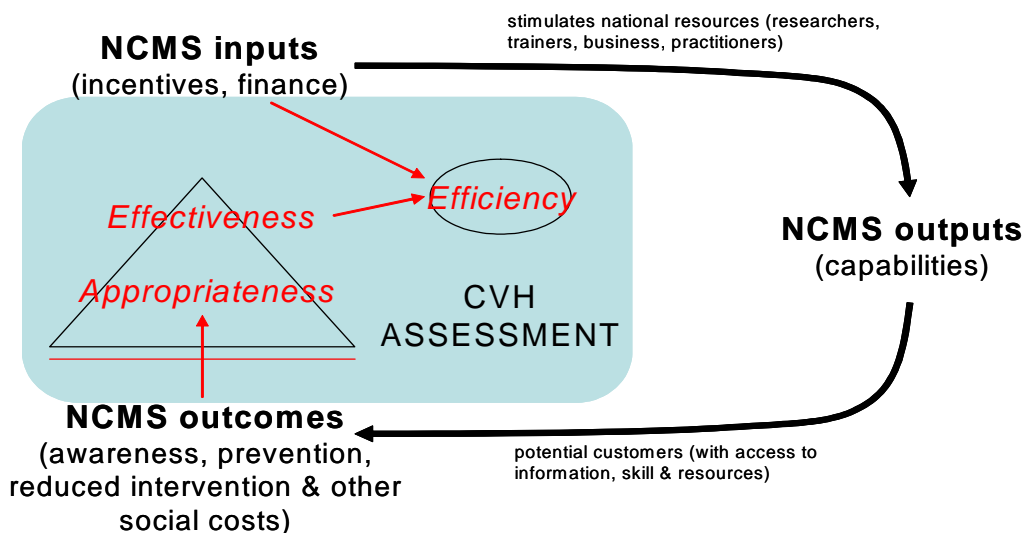 NCMS inputs
(incentives, finance)
stimulates national resources (researchers,
trainers, business, practitioners)
Effectiveness
Efficiency
Appropriateness
CVH
ASSESSMENT
NCMS outputs
(capabilities)
NCMS outcomes
(awareness, prevention,
reduced intervention & other
social costs)
potential customers (with access to
information, skill & resources)